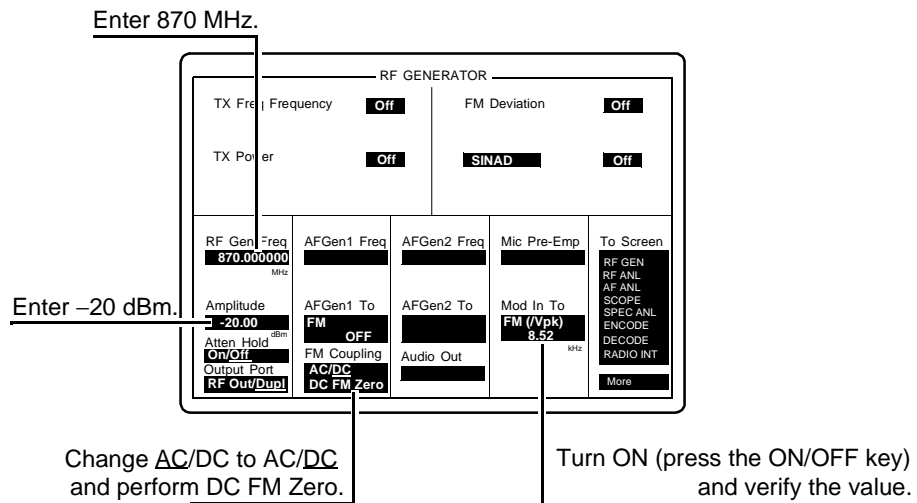 Enter 870 MHz.
RF GENERATOR
TX Freq Frequency Off FM Deviation Off
TX Power Off SINAD Off
RF Gen Freq AFGen1 Freq AFGen2 Freq Mic Pre-Emp To Screen
870.000000
MHz
RF GEN
RF ANL
AF ANL
SCOPE
SPEC ANL
ENCODE
DECODE
RADIO INT
More
Enter –20 dBm.
Amplitude AFGen1 To AFGen2 To Mod In To
-20.00 FM FM (/Vpk)
dBm OFF 8.52
kHz
Atten Hold FM Coupling Audio Out
On/Off AC/DC
Output Port
RF Out/Dupl DC FM Zero
Change AC/DC to AC/DC
and perform DC FM Zero.
Turn ON (press the ON/OFF key)
and verify the value.